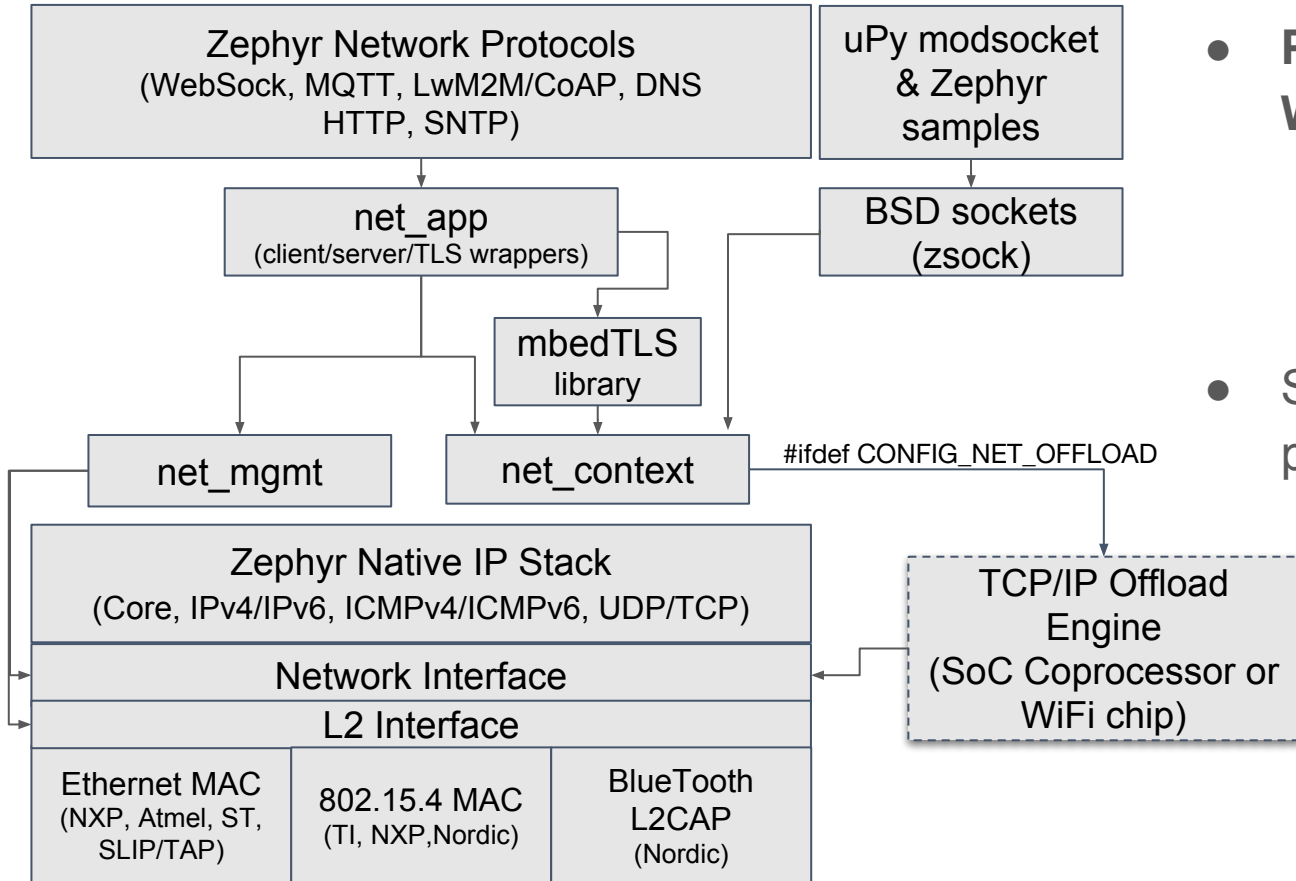 Zephyr Network Protocols
(WebSock, MQTT, LwM2M/CoAP, DNS
HTTP, SNTP)
uPy modsocket
& Zephyr
samples
net_app
(client/server/TLS wrappers)
BSD sockets
(zsock)
mbedTLS
library
net_mgmt
net_context
#ifdef CONFIG_NET_OFFLOAD
Zephyr Native IP Stack
(Core, IPv4/IPv6, ICMPv4/ICMPv6, UDP/TCP)
Network Interface
L2 Interface
Ethernet MAC
(NXP, Atmel, ST,
SLIP/TAP)
802.15.4 MAC
(TI, NXP,Nordic)
BlueTooth
L2CAP
(Nordic)
TCP/IP Offload
Engine
(SoC Coprocessor or
WiFi chip)